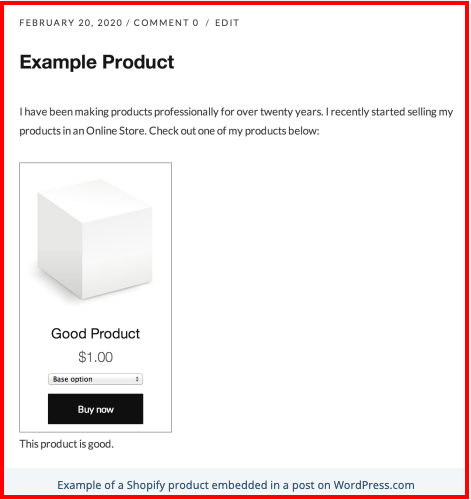 FEBRUARY 20, 2020 / COMMENT 0 / EDIT
Example Product
I have been making products professionally for over twenty years. I recently started selling my
products in an Online Store. Check out one of my products below:
Good Product
$1.00
Base option
Buy now
This product is good.
Example of a Shopify product embedded in a post on WordPress.com